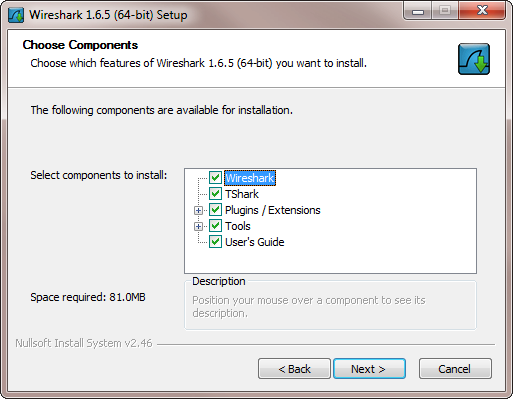 Wireshark 1.6.5 (64-bit) Setup
Choose Components
Choose which features of Wireshark 1.6.5 (64-bit) you want to install.
The following components are available for installation.
Select components to install:
Wireshark
TShark
Plugins / Extensions
Tools
User's Guide
Space required: 81.0MB
Description
Position your mouse over a component to see its
description.
Nullsoft Install System v2.46
< Back
Next >
Cancel